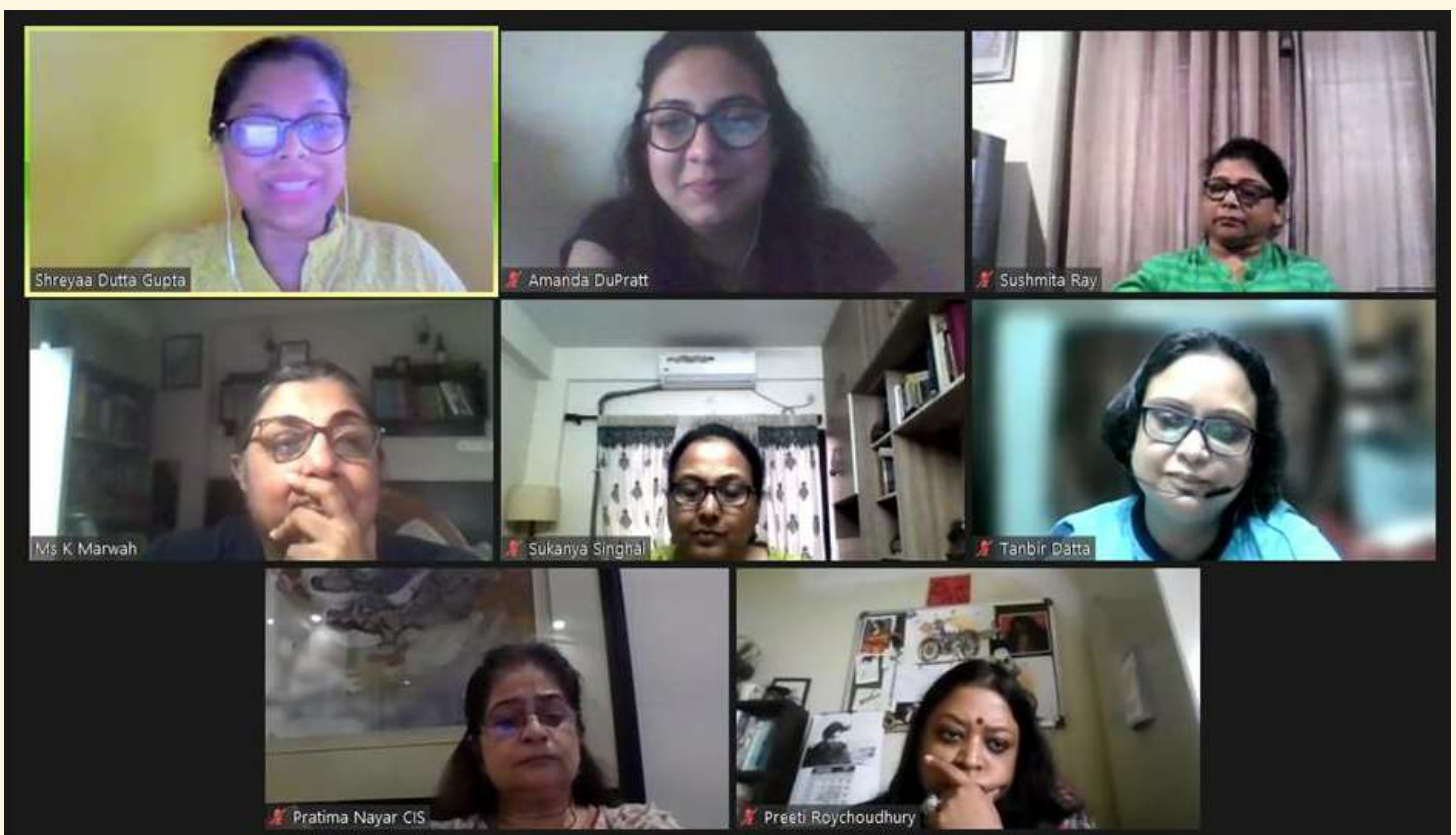 Shreyaa Dutta Gupta
Amanda DuPratt
Sushmita Ray
Ms K Marwah
Sukanya Singhal
Tanbir Datta
Pratima Nayar CIS
Preeti Roychoudhury